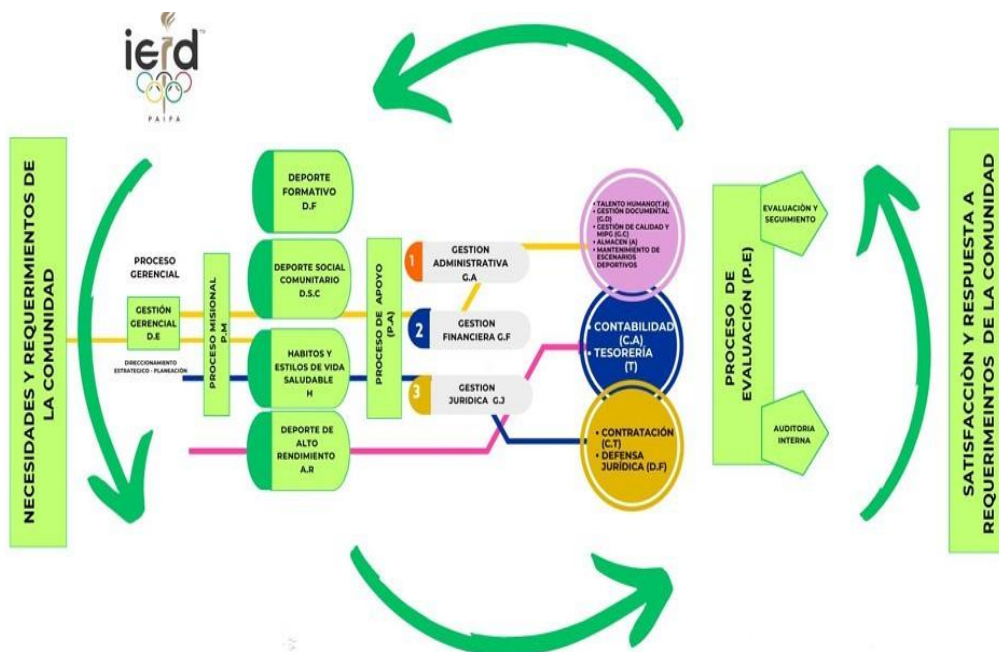 ierd
PAIPA
NECESIDADES Y REQUERIMIENTOS DE
LA COMUNIDAD
PROCESO
GERENCIAL
GESTIÓN
GERENCIAL
D.E
DIRECCIONAMIENTO
ESTRATEGICO - PLANEACIÓN
PROCESO MISIONAL
P.M
DEPORTE
FORMATIVO
D.F
DEPORTE SOCIAL
COMUNITARIO
D.S.C
HABITOS Y
ESTILOS DE VIDA
SALUDABLE
H
DEPORTE DE
ALTO
RENDIMIENTO
A.R
PROCESO DE APOYO
(P.A)
1
GESTION
ADMINISTRATIVA
G.A
2
GESTION
FINANCIERA G.F
3
GESTION
JURIDICA G.J
• TALENTO HUMANO(T.H)
• GESTIÓN DOCUMENTAL
(G.D)
• GESTIÓN DE CALIDAD Y
MIPG (G.C)
• ALMACEN (A)
• MANTENIMIENTO DE
ESCENARIOS
DEPORTIVOS
• CONTABILIDAD
(C.A)
• TESORERÍA
(T)
• CONTRATACIÓN
(C.T)
• DEFENSA
JURÍDICA (D.F)
PROCESO DE
EVALUACIÓN (P.E)
EVALUACIÓN Y
SEGUIMIENTO
AUDITORIA
INTERNA
SATISFACCIÓN Y RESPUESTA A
REQUERIMEINTOS DE LA COMUNIDAD